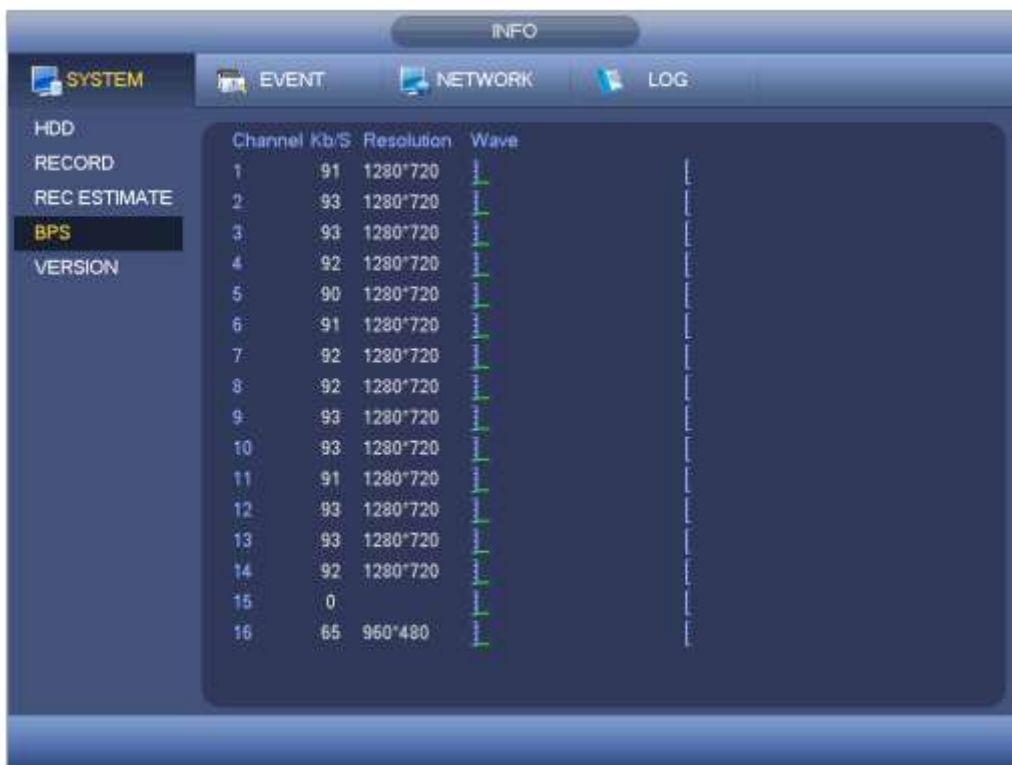 INFO
SYSTEM EVENT NETWORK LOG
HDD
RECORD
REC ESTIMATE
BPS
VERSION
Channel Kb/S Resolution Wave
1 91 1280*720
2 93 1280*720
3 93 1280*720
4 92 1280*720
5 90 1280*720
6 91 1280*720
7 92 1280*720
8 92 1280*720
9 93 1280*720
10 93 1280*720
11 91 1280*720
12 93 1280*720
13 93 1280*720
14 92 1280*720
15 0
16 65 960*480